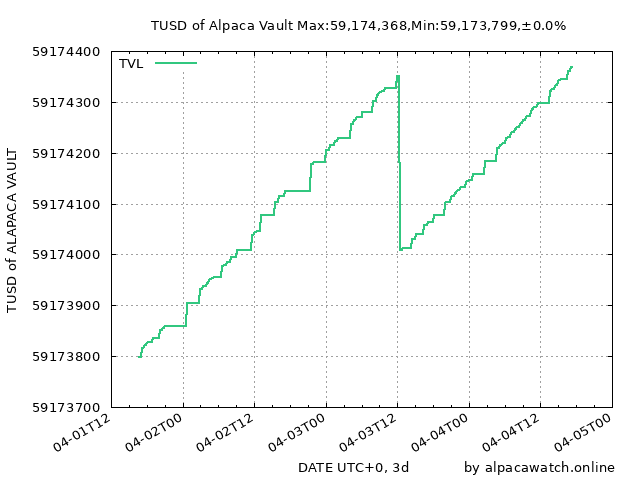 TUSD of Alpaca Vault Max:59,174,368,Min:59,173,799,±0.0%
TVL
59174400
59174300
59174200
59174100
59174000
59173900
59173800
59173700
TUSD of ALAPACA VAULT
04-01T12
04-02T00
04-02T12
04-03T00
04-03T12
04-04T00
04-04T12
04-05T00
DATE UTC+0, 3d
by alpacawatch.online